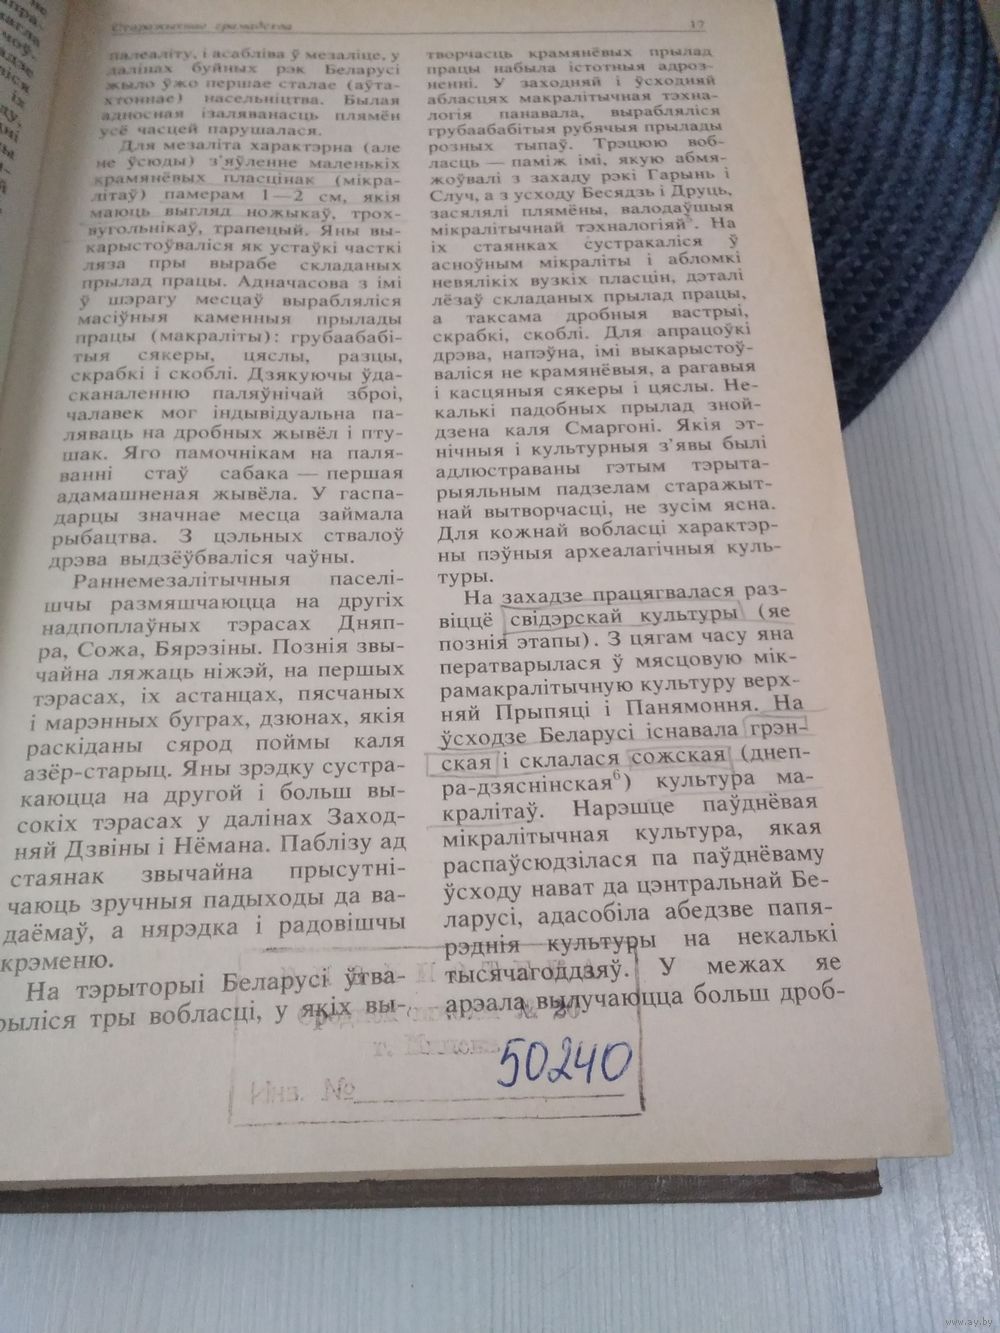 Старажытнае грамадства
17
палеаліту, і асабліва ў мезаліце, у
далінах буйных рэк Беларусі
жыло ўжо першае сталае (аўта-
хтоннае) насельніцтва. Былая
адносная ізаляванасць плямён
усё часцей парушалася.
Для мезаліта характэрна (але
не ўсюды) з'яўленне маленькіх
крамянёвых пласцінак (мікра-
літаў) памерам 1—2 см, якія
маюць выгляд ножыкаў, трох-
вугольнікаў, трапецый. Яны вы-
карыстоўваліся як устаўкі часткі
ляза пры вырабе складаных
прылад працы. Адначасова з імі
ў шэрагу месцаў вырабляліся
масіўныя каменныя прылады
працы (макраліты): грубаабабі-
тыя сякеры, цяслы, разцы,
скрабкі і скоблі. Дзякуючы ўда-
сканаленню паляўнічай зброі,
чалавек мог індывідуальна па-
ляваць на дробных жывёл і пту-
шак. Яго памочнікам на паля-
ванні стаў сабака — першая
адамашненая жывёла. У гаспа-
дарцы значнае месца займала
рыбацтва. З цэльных ствалоў
дрэва выдзёўбваліся чаўны.
Раннемезалітычныя паселі-
шчы размяшчаюцца на другіх
надпоплаўных тэрасах Дняп-
ра, Сожа, Бярэзіны. Познія звы-
чайна ляжаць ніжэй, на першых
тэрасах, іх астанцах, пясчаных
і марэнных буграх, дзюнах, якія
раскіданы сярод поймы каля
азёр-старыц. Яны зрэдку сустра-
каюцца на другой і больш вы-
сокіх тэрасах у далінах Заход-
няй Дзвіны і Нёмана. Паблізу ад
стаянак звычайна прысутні-
чаюць зручныя падыходы да ва-
даёмаў, а нярэдка і радовішчы
крэменю.
На тэрыторыі Беларусі ўтва-
рыліся тры вобласці, у якіх вы-
творчасць крамянёвых прылад
працы набыла істотныя адроз-
ненні. У заходняй і ўсходняй
абласцях макралітычная тэхна-
логія панавала, вырабляліся
грубаабабітыя рубячыя прылады
розных тыпаў. Трэцюю воб-
ласць — паміж імі, якую абмя-
жоўвалі з захаду рэкі Гарынь і
Случ, а з усходу Бесядзь і Друць,
засялялі плямёны, валодаўшыя
мікралітычнай тэхналогіяй⁵. На
іх стаянках сустракаліся ў
асноўным мікраліты і абломкі
невялікіх вузкіх пласцін, дэталі
лёзаў складаных прылад працы,
а таксама дробныя вастрыі,
скрабкі, скоблі. Для апрацоўкі
дрэва, напэўна, імі выкарыстоў-
валіся не крамянёвыя, а рагавыя
і касцяныя сякеры і цяслы. Не-
калькі падобных прылад зной-
дзена каля Смаргоні. Якія эт-
нічныя і культурныя з'явы былі
адлюстраваны гэтым тэрыта-
рыяльным падзелам старажыт-
най вытворчасці, не зусім ясна.
Для кожнай вобласці характэр-
ны пэўныя археалагічныя куль-
туры.
На захадзе працягвалася раз-
віццё свідэрскай культуры (яе
познія этапы). З цягам часу яна
ператварылася ў мясцовую мік-
рамакралітычную культуру верх-
няй Прыпяці і Панямоння. На
ўсходзе Беларусі існавала грэн-
ская і склалася сожская (днеп-
ра-дзяснінская⁶) культура ма-
кралітаў. Нарэшце паўднёвая
мікралітычная культура, якая
распаўсюдзілася па паўднёваму
ўсходу нават да цэнтральнай Бе-
ларусі, адасобіла абедзве папя-
рэднія культуры на некалькі
тысячагоддзяў. У межах яе
арэала вылучаюцца больш дроб-
№ 20
50240
Инв. №
www.ay.by